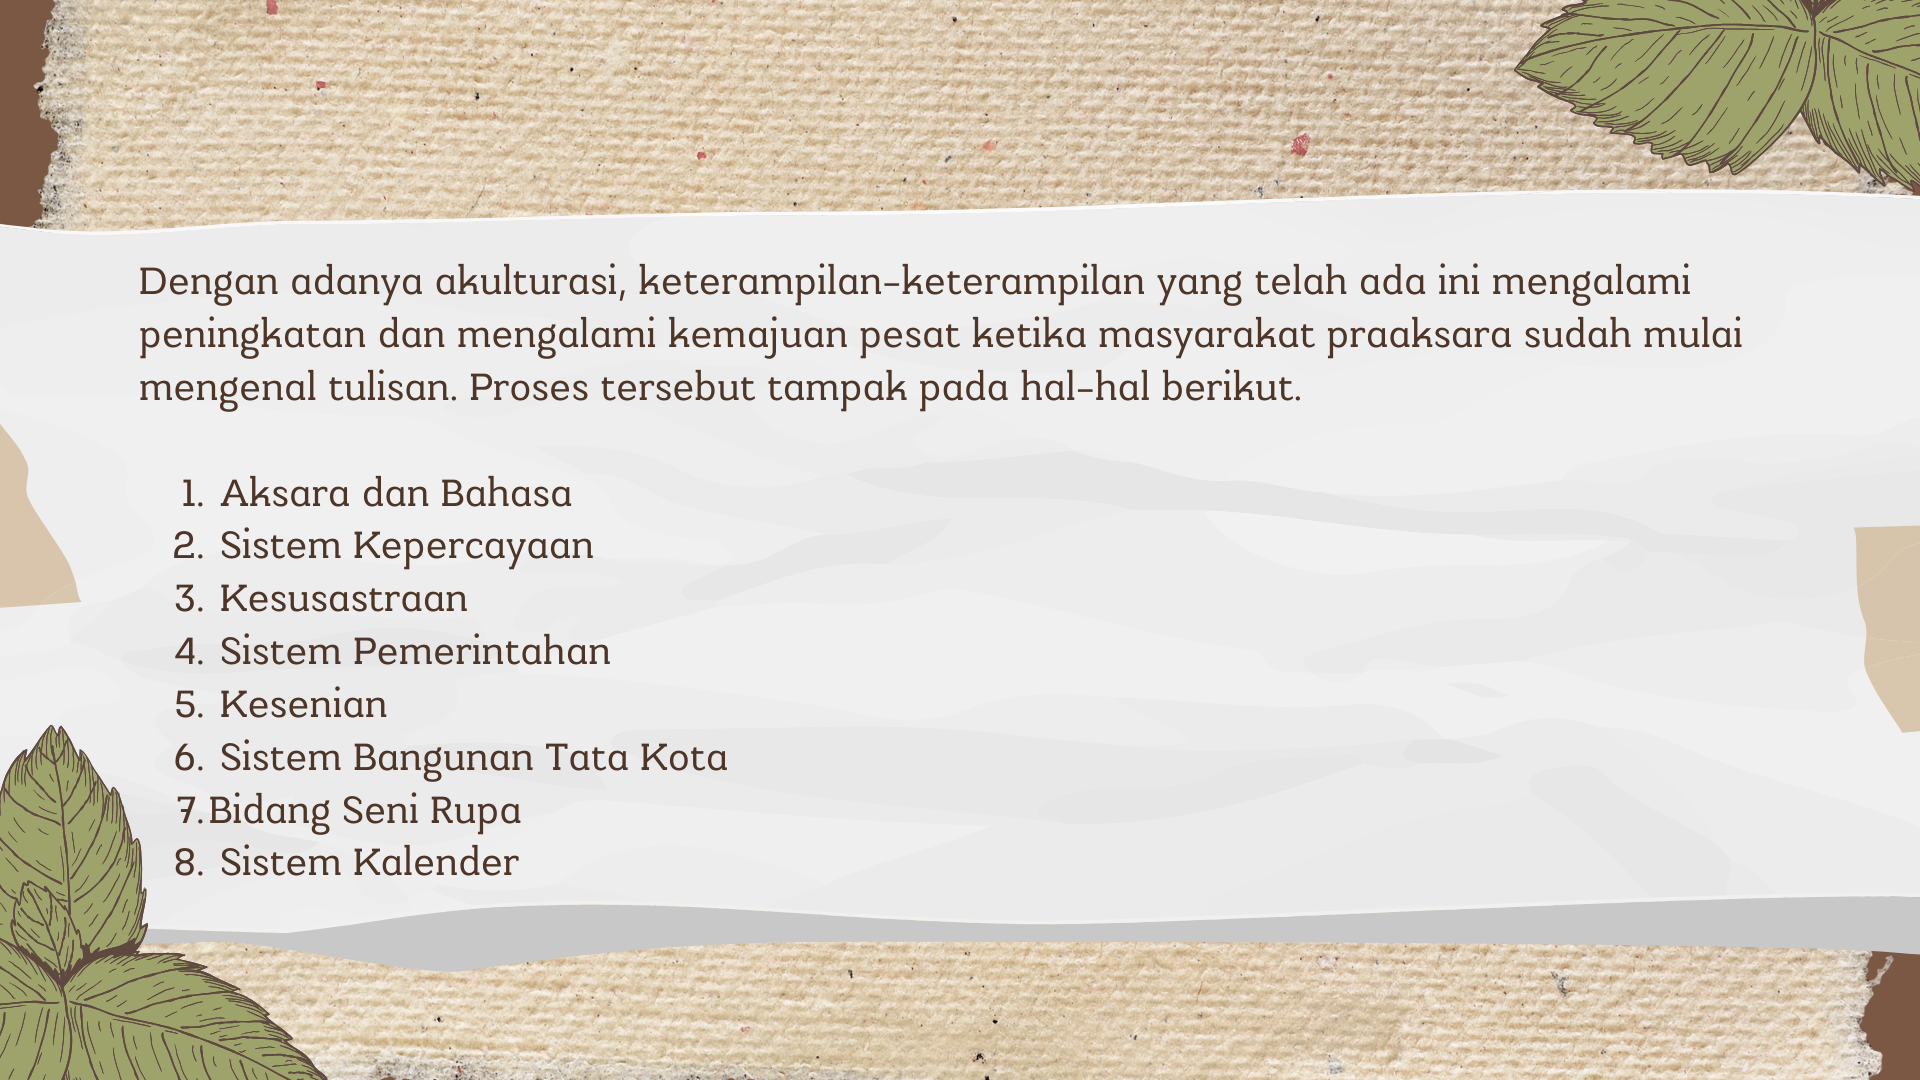 Dengan adanya akulturasi, keterampilan-keterampilan yang telah ada ini mengalami
peningkatan dan mengalami kemajuan pesat ketika masyarakat praaksara sudah mulai
mengenal tulisan. Proses tersebut tampak pada hal-hal berikut.
1. Aksara dan Bahasa
2. Sistem Kepercayaan
3. Kesusastraan
4. Sistem Pemerintahan
5. Kesenian
6. Sistem Bangunan Tata Kota
7.Bidang Seni Rupa
8. Sistem Kalender